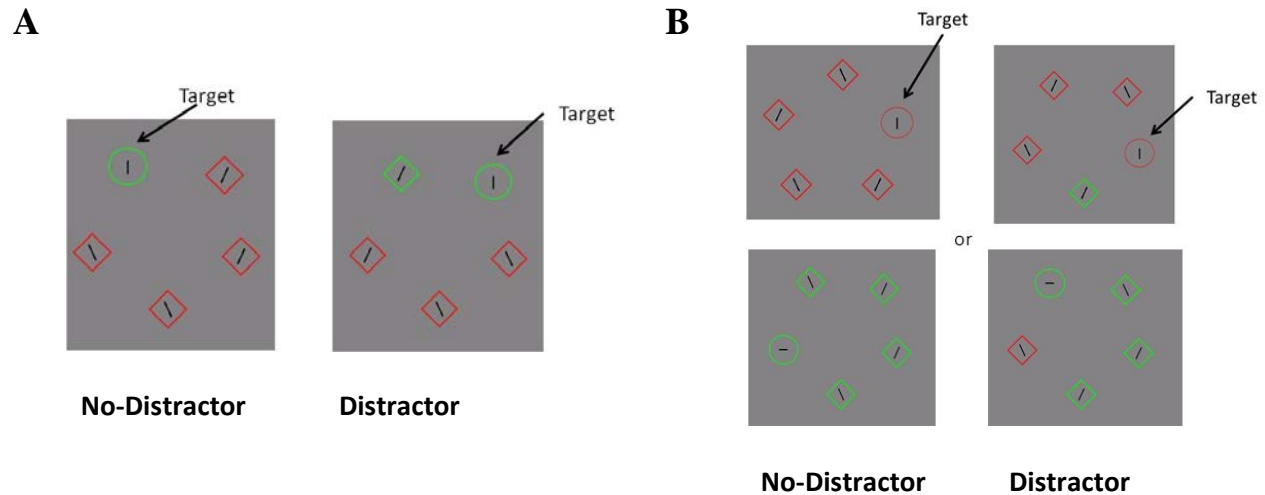 A
Target
Target
No-Distractor Distractor
B
Target
Target
or
No-Distractor Distractor